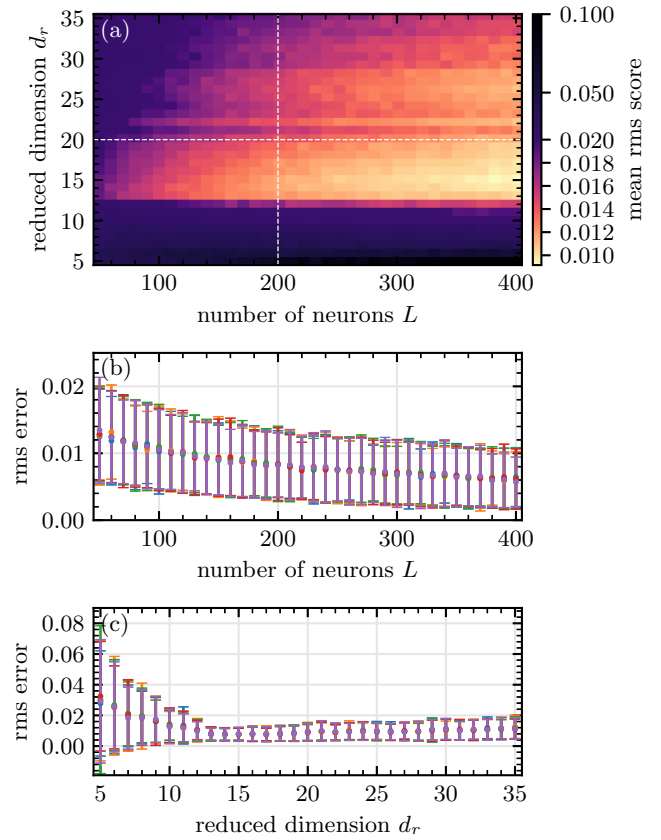 (a)
35
30
25
20
15
10
5
reduced dimension d_r
100 200 300 400
number of neurons L
0.100
0.050
0.020
0.018
0.016
0.014
0.012
0.010
mean rms score
(b)
0.02
0.01
0.00
rms error
100 200 300 400
number of neurons L
(c)
0.08
0.06
0.04
0.02
0.00
rms error
5 10 15 20 25 30 35
reduced dimension d_r